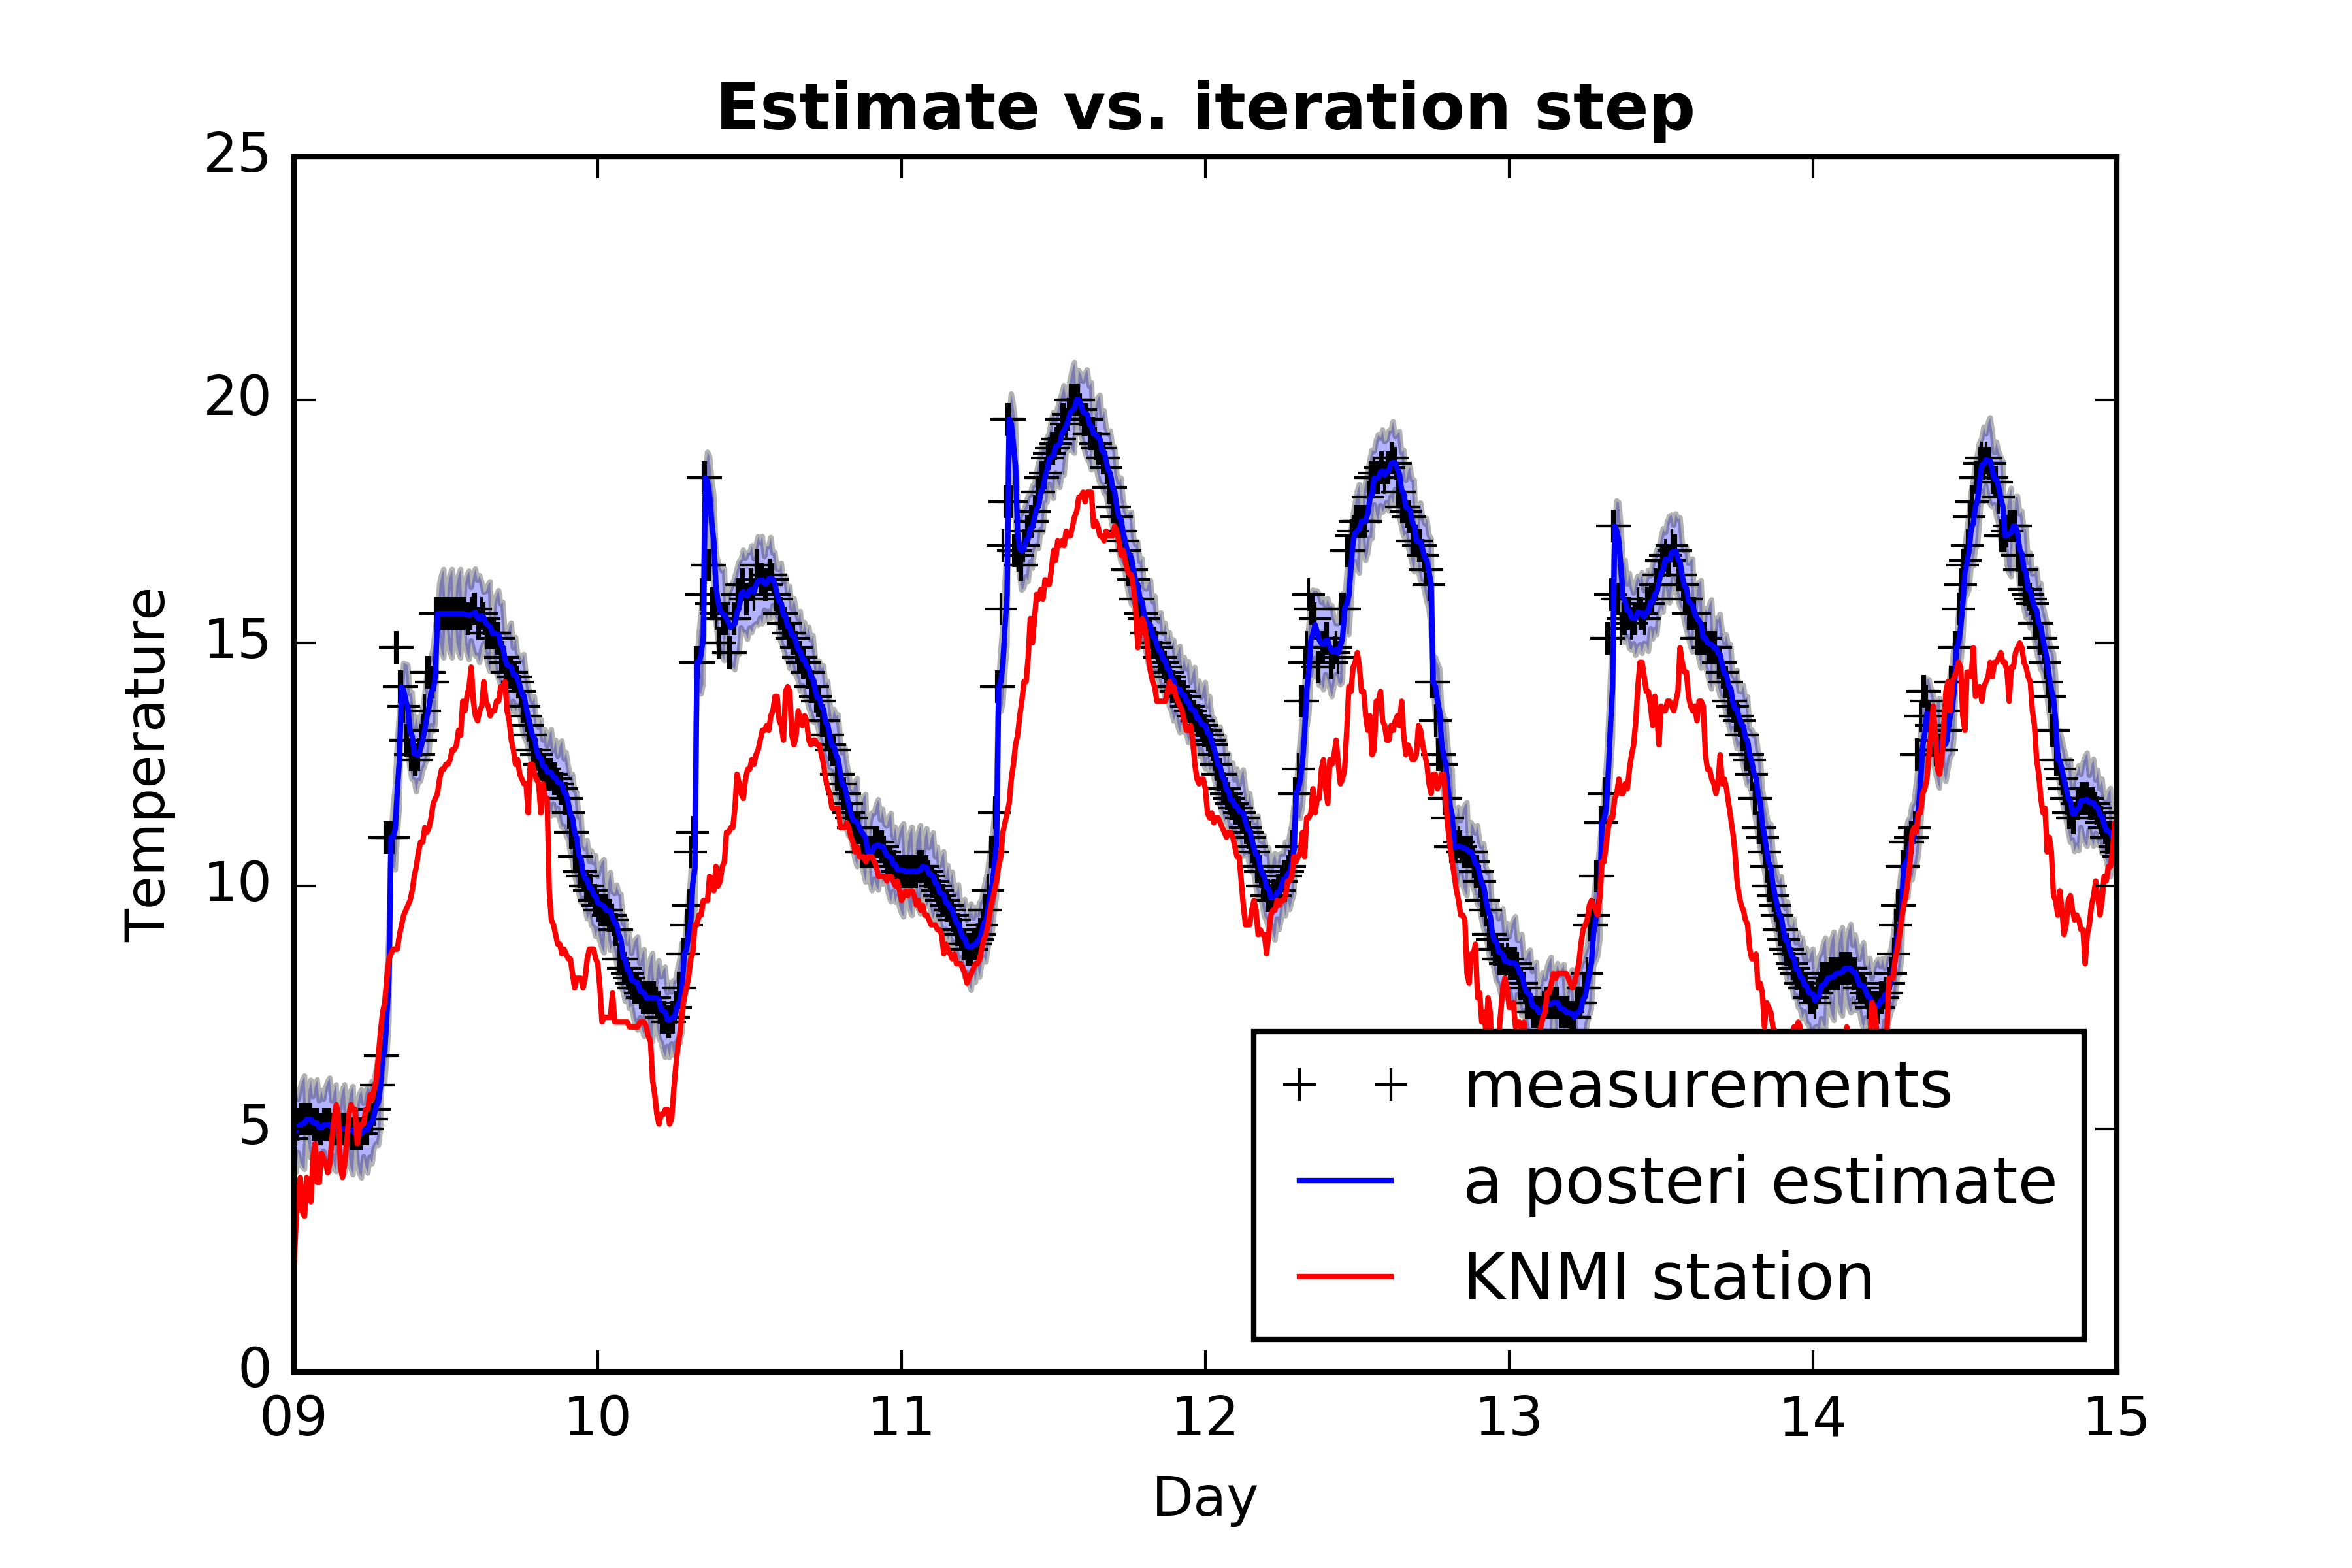 Estimate vs. iteration step
25
20
15
10
5
0
Temperature
09 10 11 12 13 14 15
Day
measurements
a posteri estimate
KNMI station